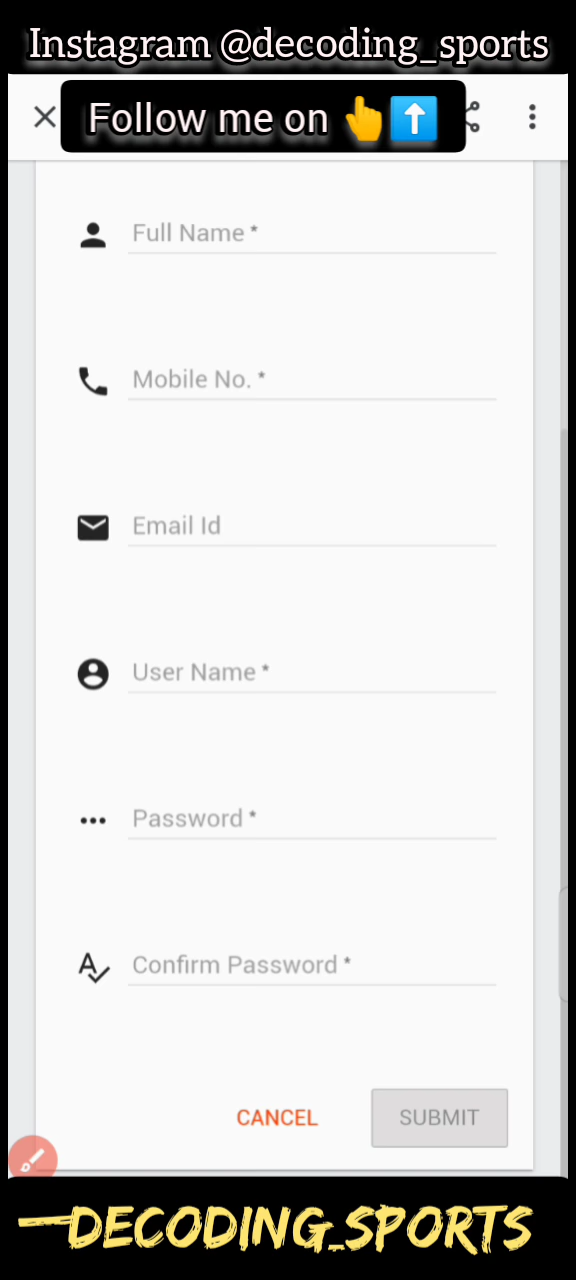 Instagram @decoding_sports
Follow me on 👆⬆️
Full Name *
Mobile No. *
Email Id
User Name *
Password *
Confirm Password *
CANCEL SUBMIT
—DECODING_SPORTS